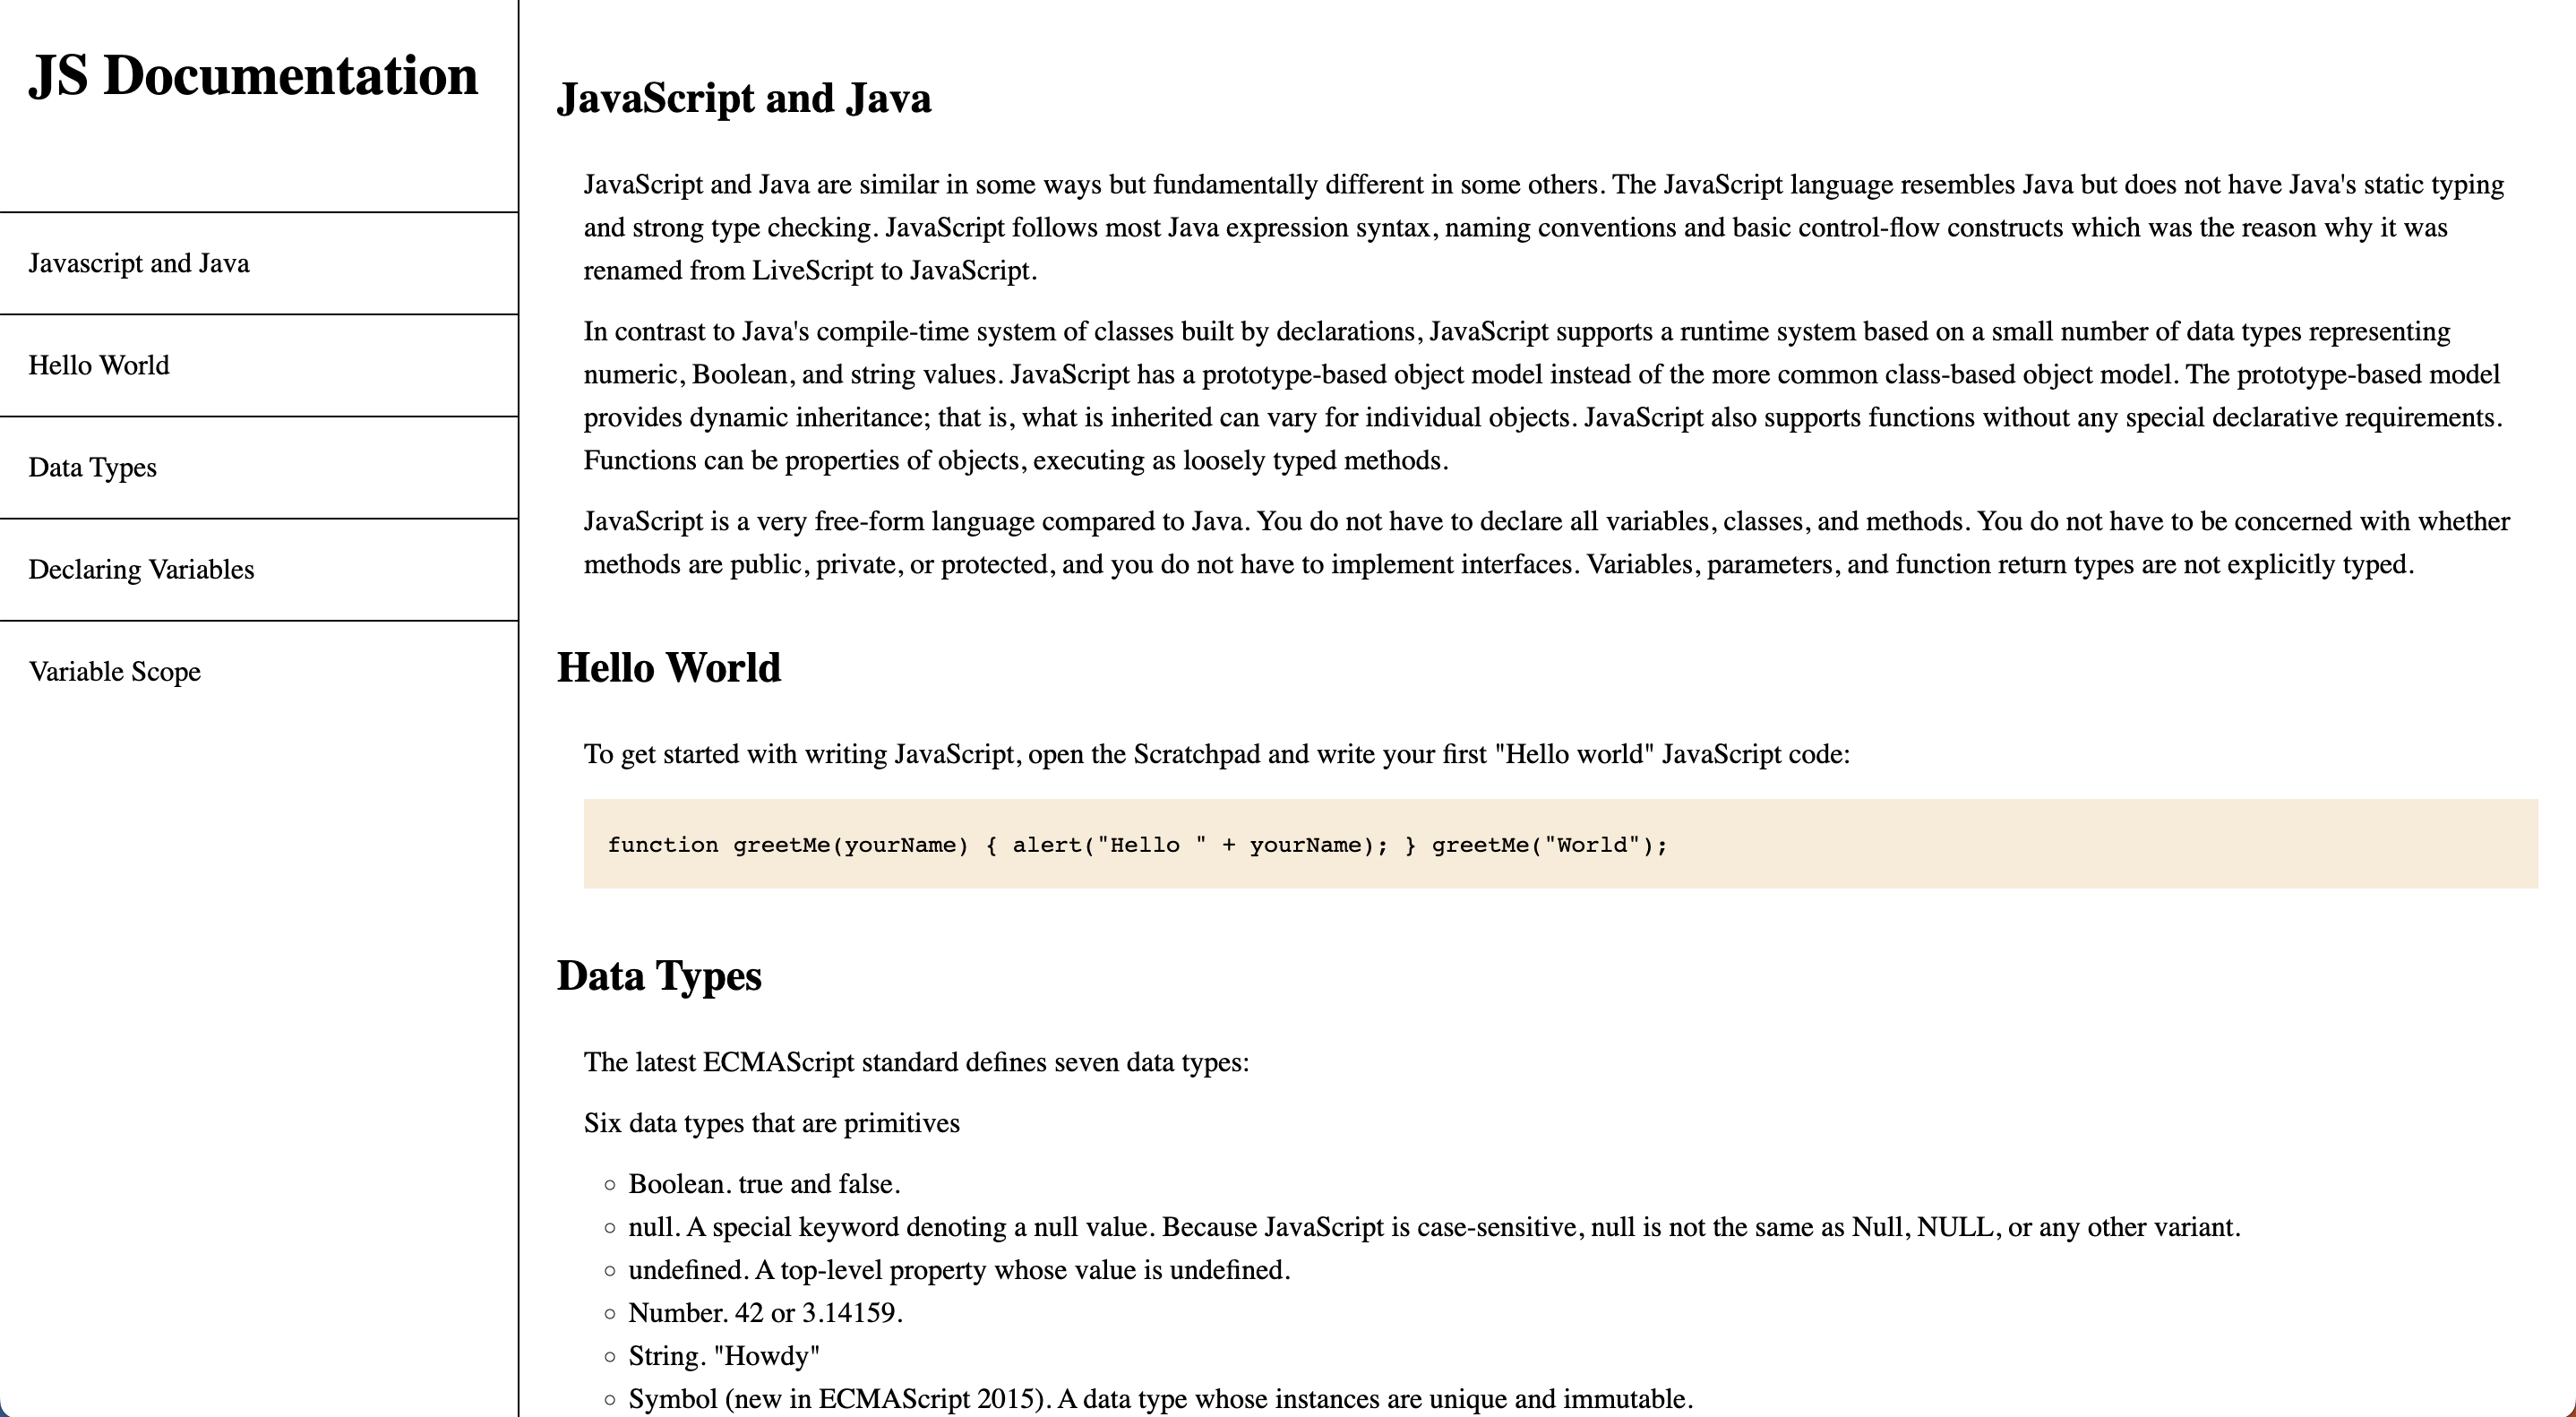 JS Documentation
Javascript and Java
Hello World
Data Types
Declaring Variables
Variable Scope
JavaScript and Java
JavaScript and Java are similar in some ways but fundamentally different in some others. The JavaScript language resembles Java but does not have Java's static typing
and strong type checking. JavaScript follows most Java expression syntax, naming conventions and basic control-flow constructs which was the reason why it was
renamed from LiveScript to JavaScript.
In contrast to Java's compile-time system of classes built by declarations, JavaScript supports a runtime system based on a small number of data types representing
numeric, Boolean, and string values. JavaScript has a prototype-based object model instead of the more common class-based object model. The prototype-based model
provides dynamic inheritance; that is, what is inherited can vary for individual objects. JavaScript also supports functions without any special declarative requirements.
Functions can be properties of objects, executing as loosely typed methods.
JavaScript is a very free-form language compared to Java. You do not have to declare all variables, classes, and methods. You do not have to be concerned with whether
methods are public, private, or protected, and you do not have to implement interfaces. Variables, parameters, and function return types are not explicitly typed.
Hello World
To get started with writing JavaScript, open the Scratchpad and write your first "Hello world" JavaScript code:
function greetMe(yourName) { alert("Hello " + yourName); } greetMe("World");
Data Types
The latest ECMAScript standard defines seven data types:
Six data types that are primitives
◦ Boolean. true and false.
◦ null. A special keyword denoting a null value. Because JavaScript is case-sensitive, null is not the same as Null, NULL, or any other variant.
◦ undefined. A top-level property whose value is undefined.
◦ Number. 42 or 3.14159.
◦ String. "Howdy"
◦ Symbol (new in ECMAScript 2015). A data type whose instances are unique and immutable.